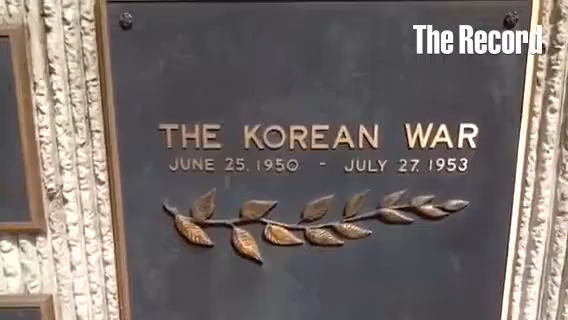 The Record
THE KOREAN WAR
JUNE 25, 1950 - JULY 27, 1953